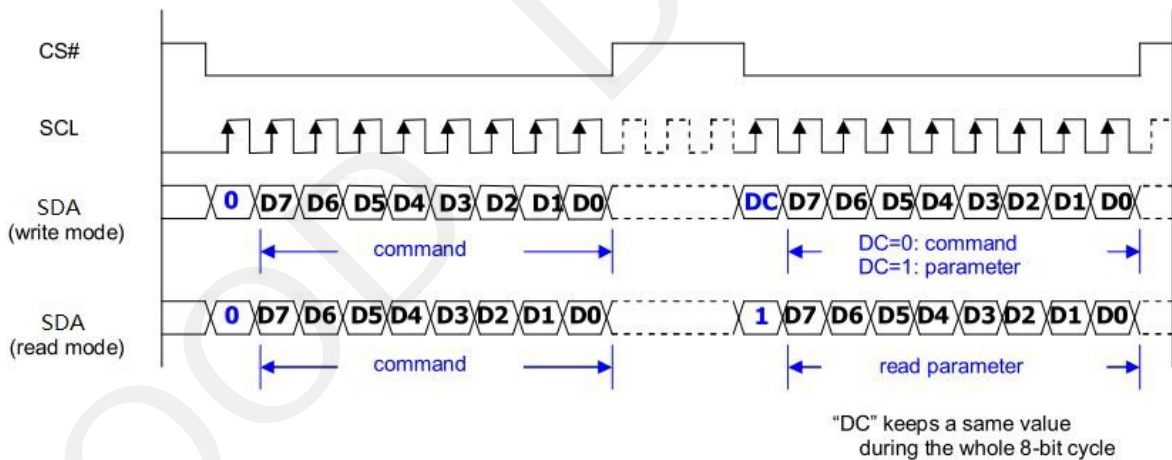 CS#
SCL
SDA
(write mode)
0 D7 D6 D5 D4 D3 D2 D1 D0 DC D7 D6 D5 D4 D3 D2 D1 D0
command
DC=0: command
DC=1: parameter
SDA
(read mode)
0 D7 D6 D5 D4 D3 D2 D1 D0 1 D7 D6 D5 D4 D3 D2 D1 D0
command
read parameter
“DC” keeps a same value
during the whole 8-bit cycle